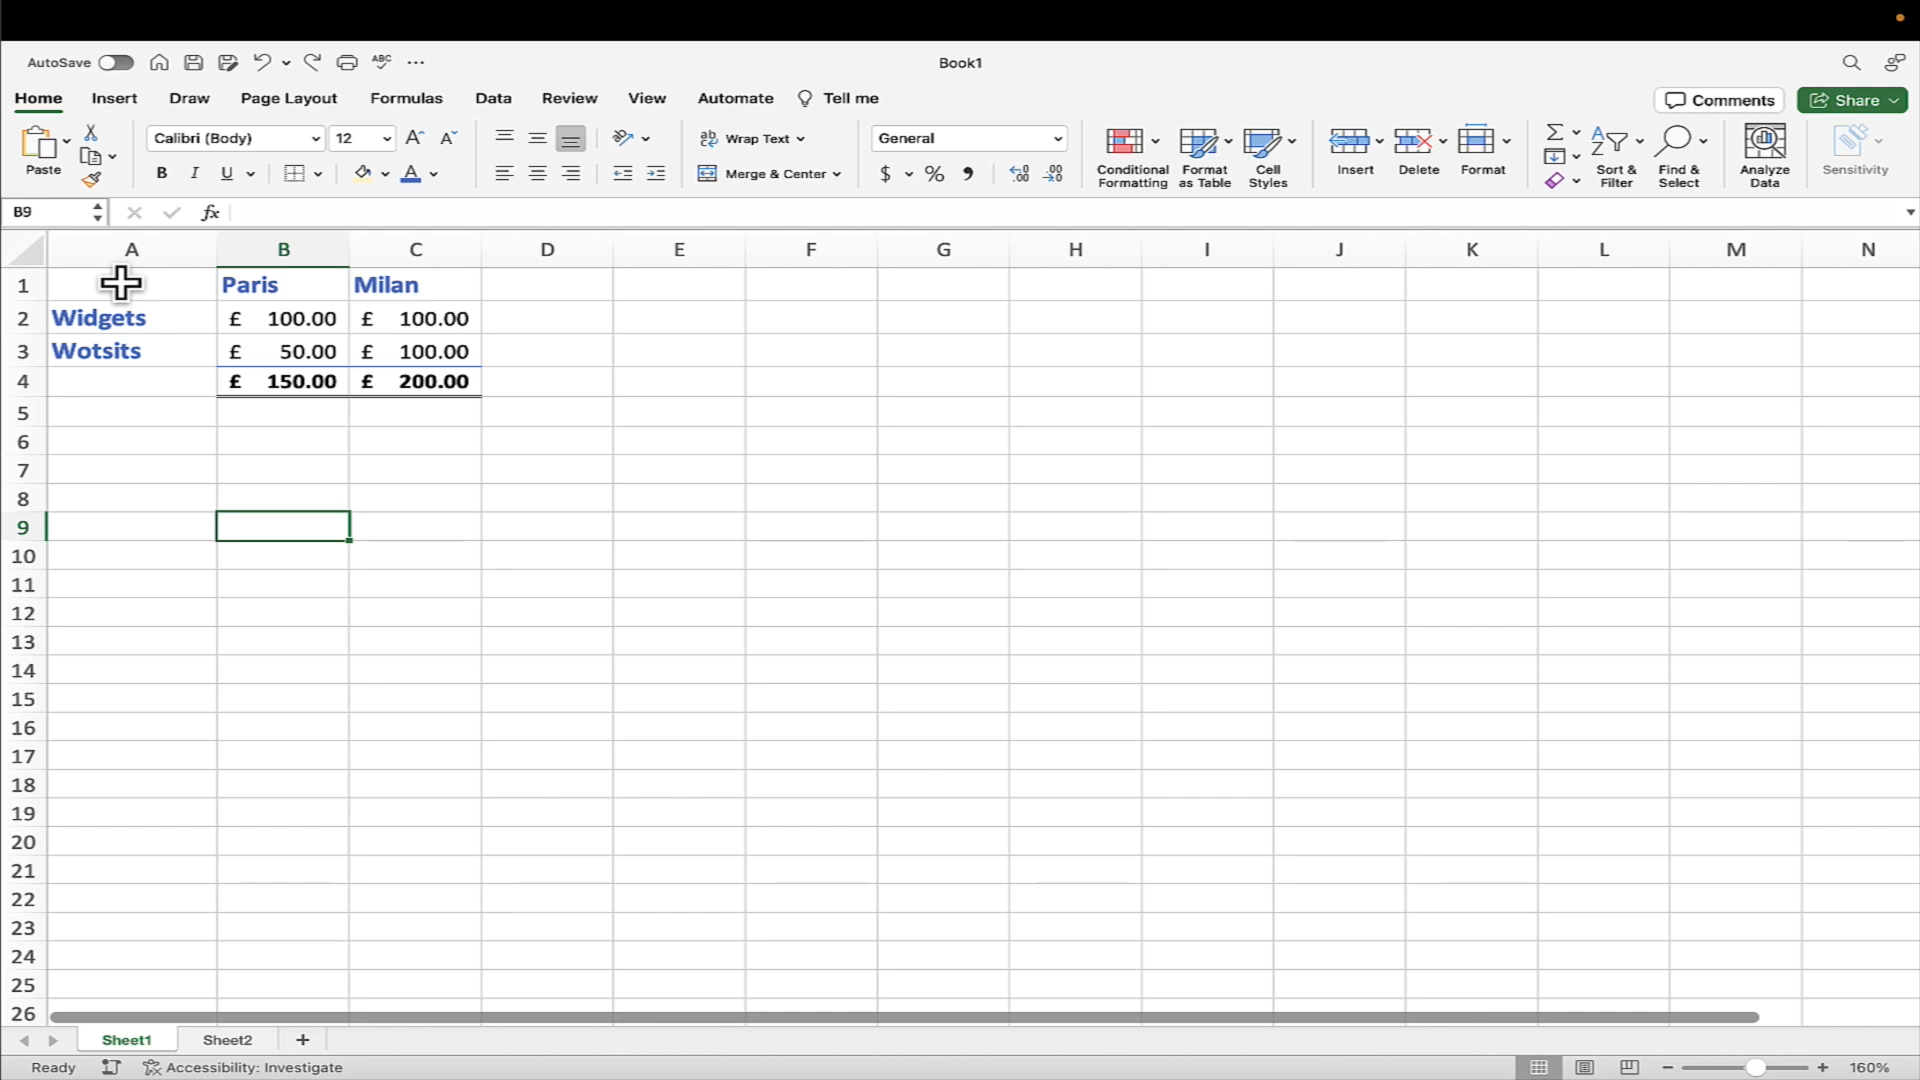 AutoSave Book1
Home Insert Draw Page Layout Formulas Data Review View Automate Tell me Comments Share
Calibri (Body) 12 A^ Aˇ ab Wrap Text General
Paste B I U A Merge & Center $ % , Conditional Formatting Format as Table Cell Styles Insert Delete Format Sort & Filter Find & Select Analyze Data Sensitivity
B9 fx
A B C D E F G H I J K L M N
1 Paris Milan
2 Widgets £ 100.00 £ 100.00
3 Wotsits £ 50.00 £ 100.00
4 £ 150.00 £ 200.00
5
6
7
8
9
10
11
12
13
14
15
16
17
18
19
20
21
22
23
24
25
26
Sheet1 Sheet2 +
Ready Accessibility: Investigate − + 160%